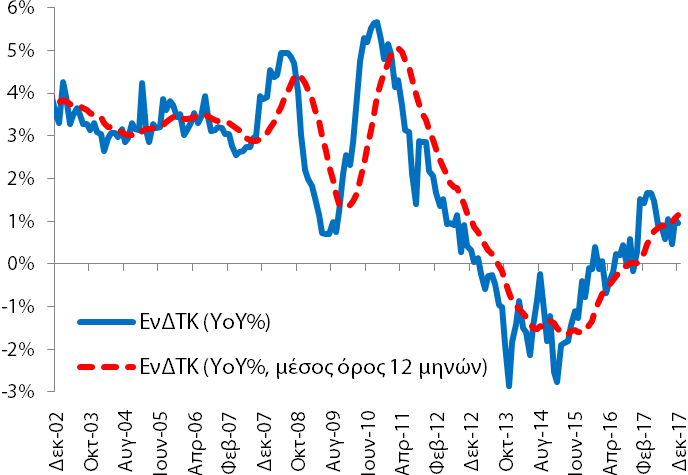 6%
5%
4%
3%
2%
1%
0%
-1%
-2%
-3%
ΕνΔΤΚ (YoY%)
ΕνΔΤΚ (YoY%, μέσος όρος 12 μηνών)
Δεκ-02
Οκτ-03
Αυγ-04
Ιουν-05
Απρ-06
Φεβ-07
Δεκ-07
Οκτ-08
Αυγ-09
Ιουν-10
Απρ-11
Φεβ-12
Δεκ-12
Οκτ-13
Αυγ-14
Ιουν-15
Απρ-16
Φεβ-17
Δεκ-17